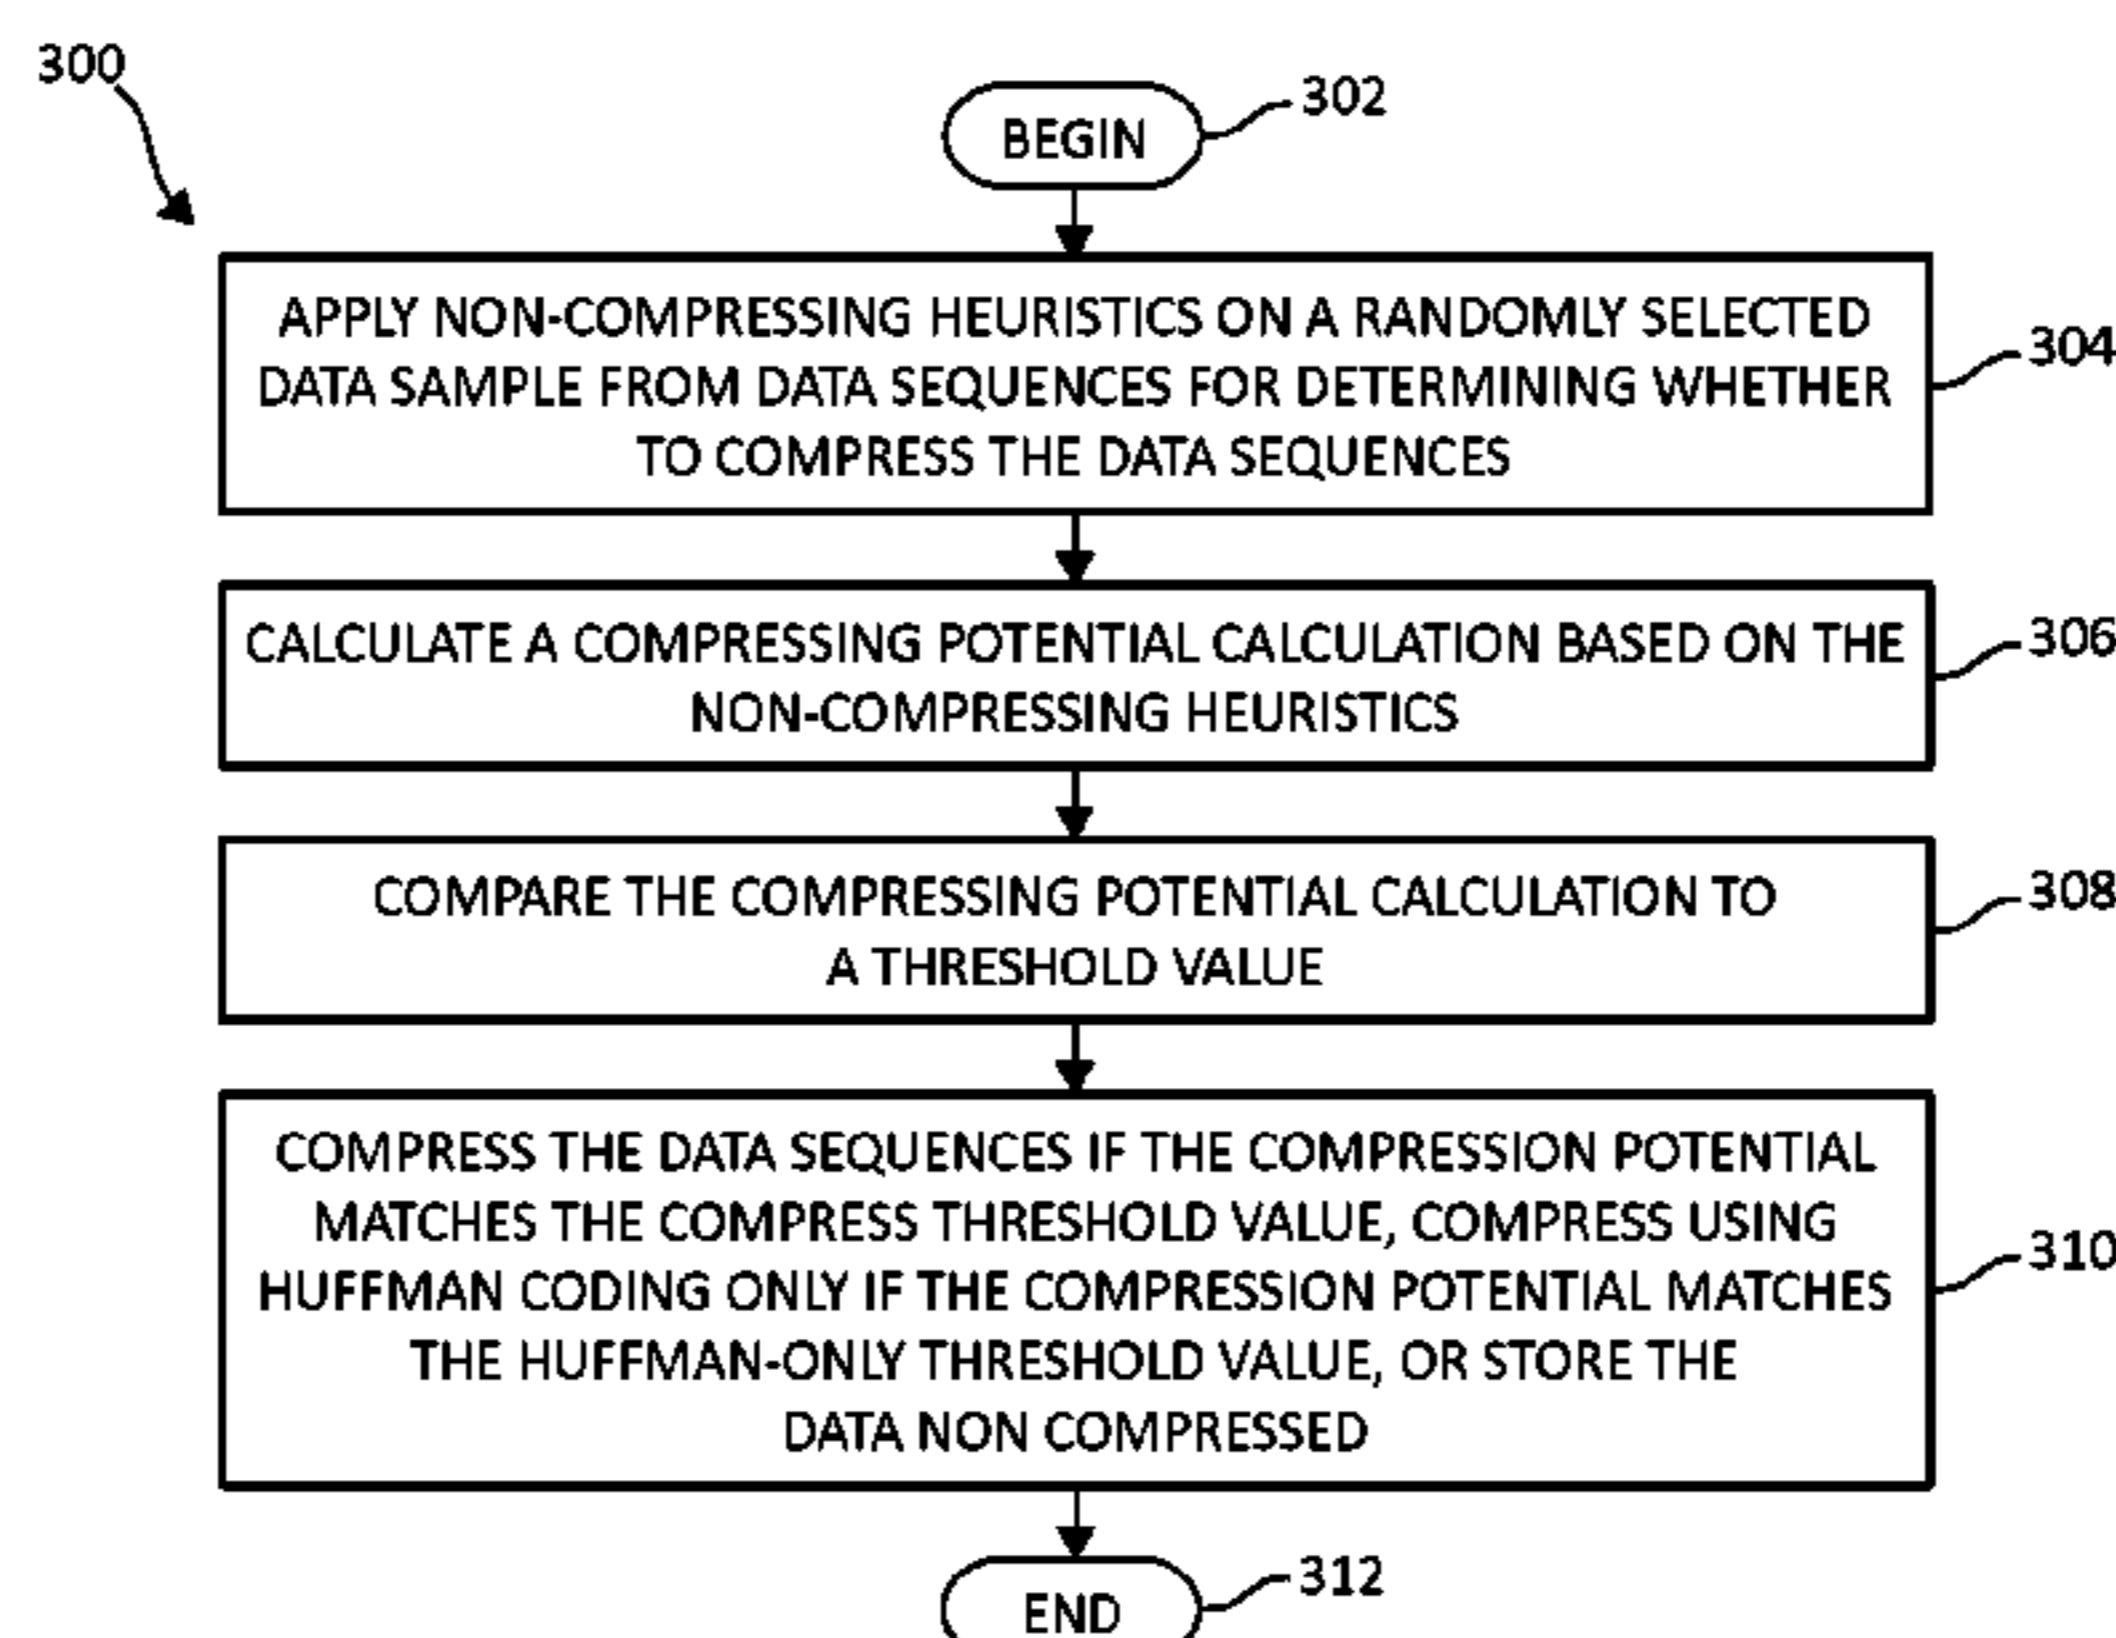 300
BEGIN
302
APPLY NON-COMPRESSING HEURISTICS ON A RANDOMLY SELECTED
DATA SAMPLE FROM DATA SEQUENCES FOR DETERMINING WHETHER
TO COMPRESS THE DATA SEQUENCES
304
CALCULATE A COMPRESSING POTENTIAL CALCULATION BASED ON THE
NON-COMPRESSING HEURISTICS
306
COMPARE THE COMPRESSING POTENTIAL CALCULATION TO
A THRESHOLD VALUE
308
COMPRESS THE DATA SEQUENCES IF THE COMPRESSION POTENTIAL
MATCHES THE COMPRESS THRESHOLD VALUE, COMPRESS USING
HUFFMAN CODING ONLY IF THE COMPRESSION POTENTIAL MATCHES
THE HUFFMAN-ONLY THRESHOLD VALUE, OR STORE THE
DATA NON COMPRESSED
310
END
312